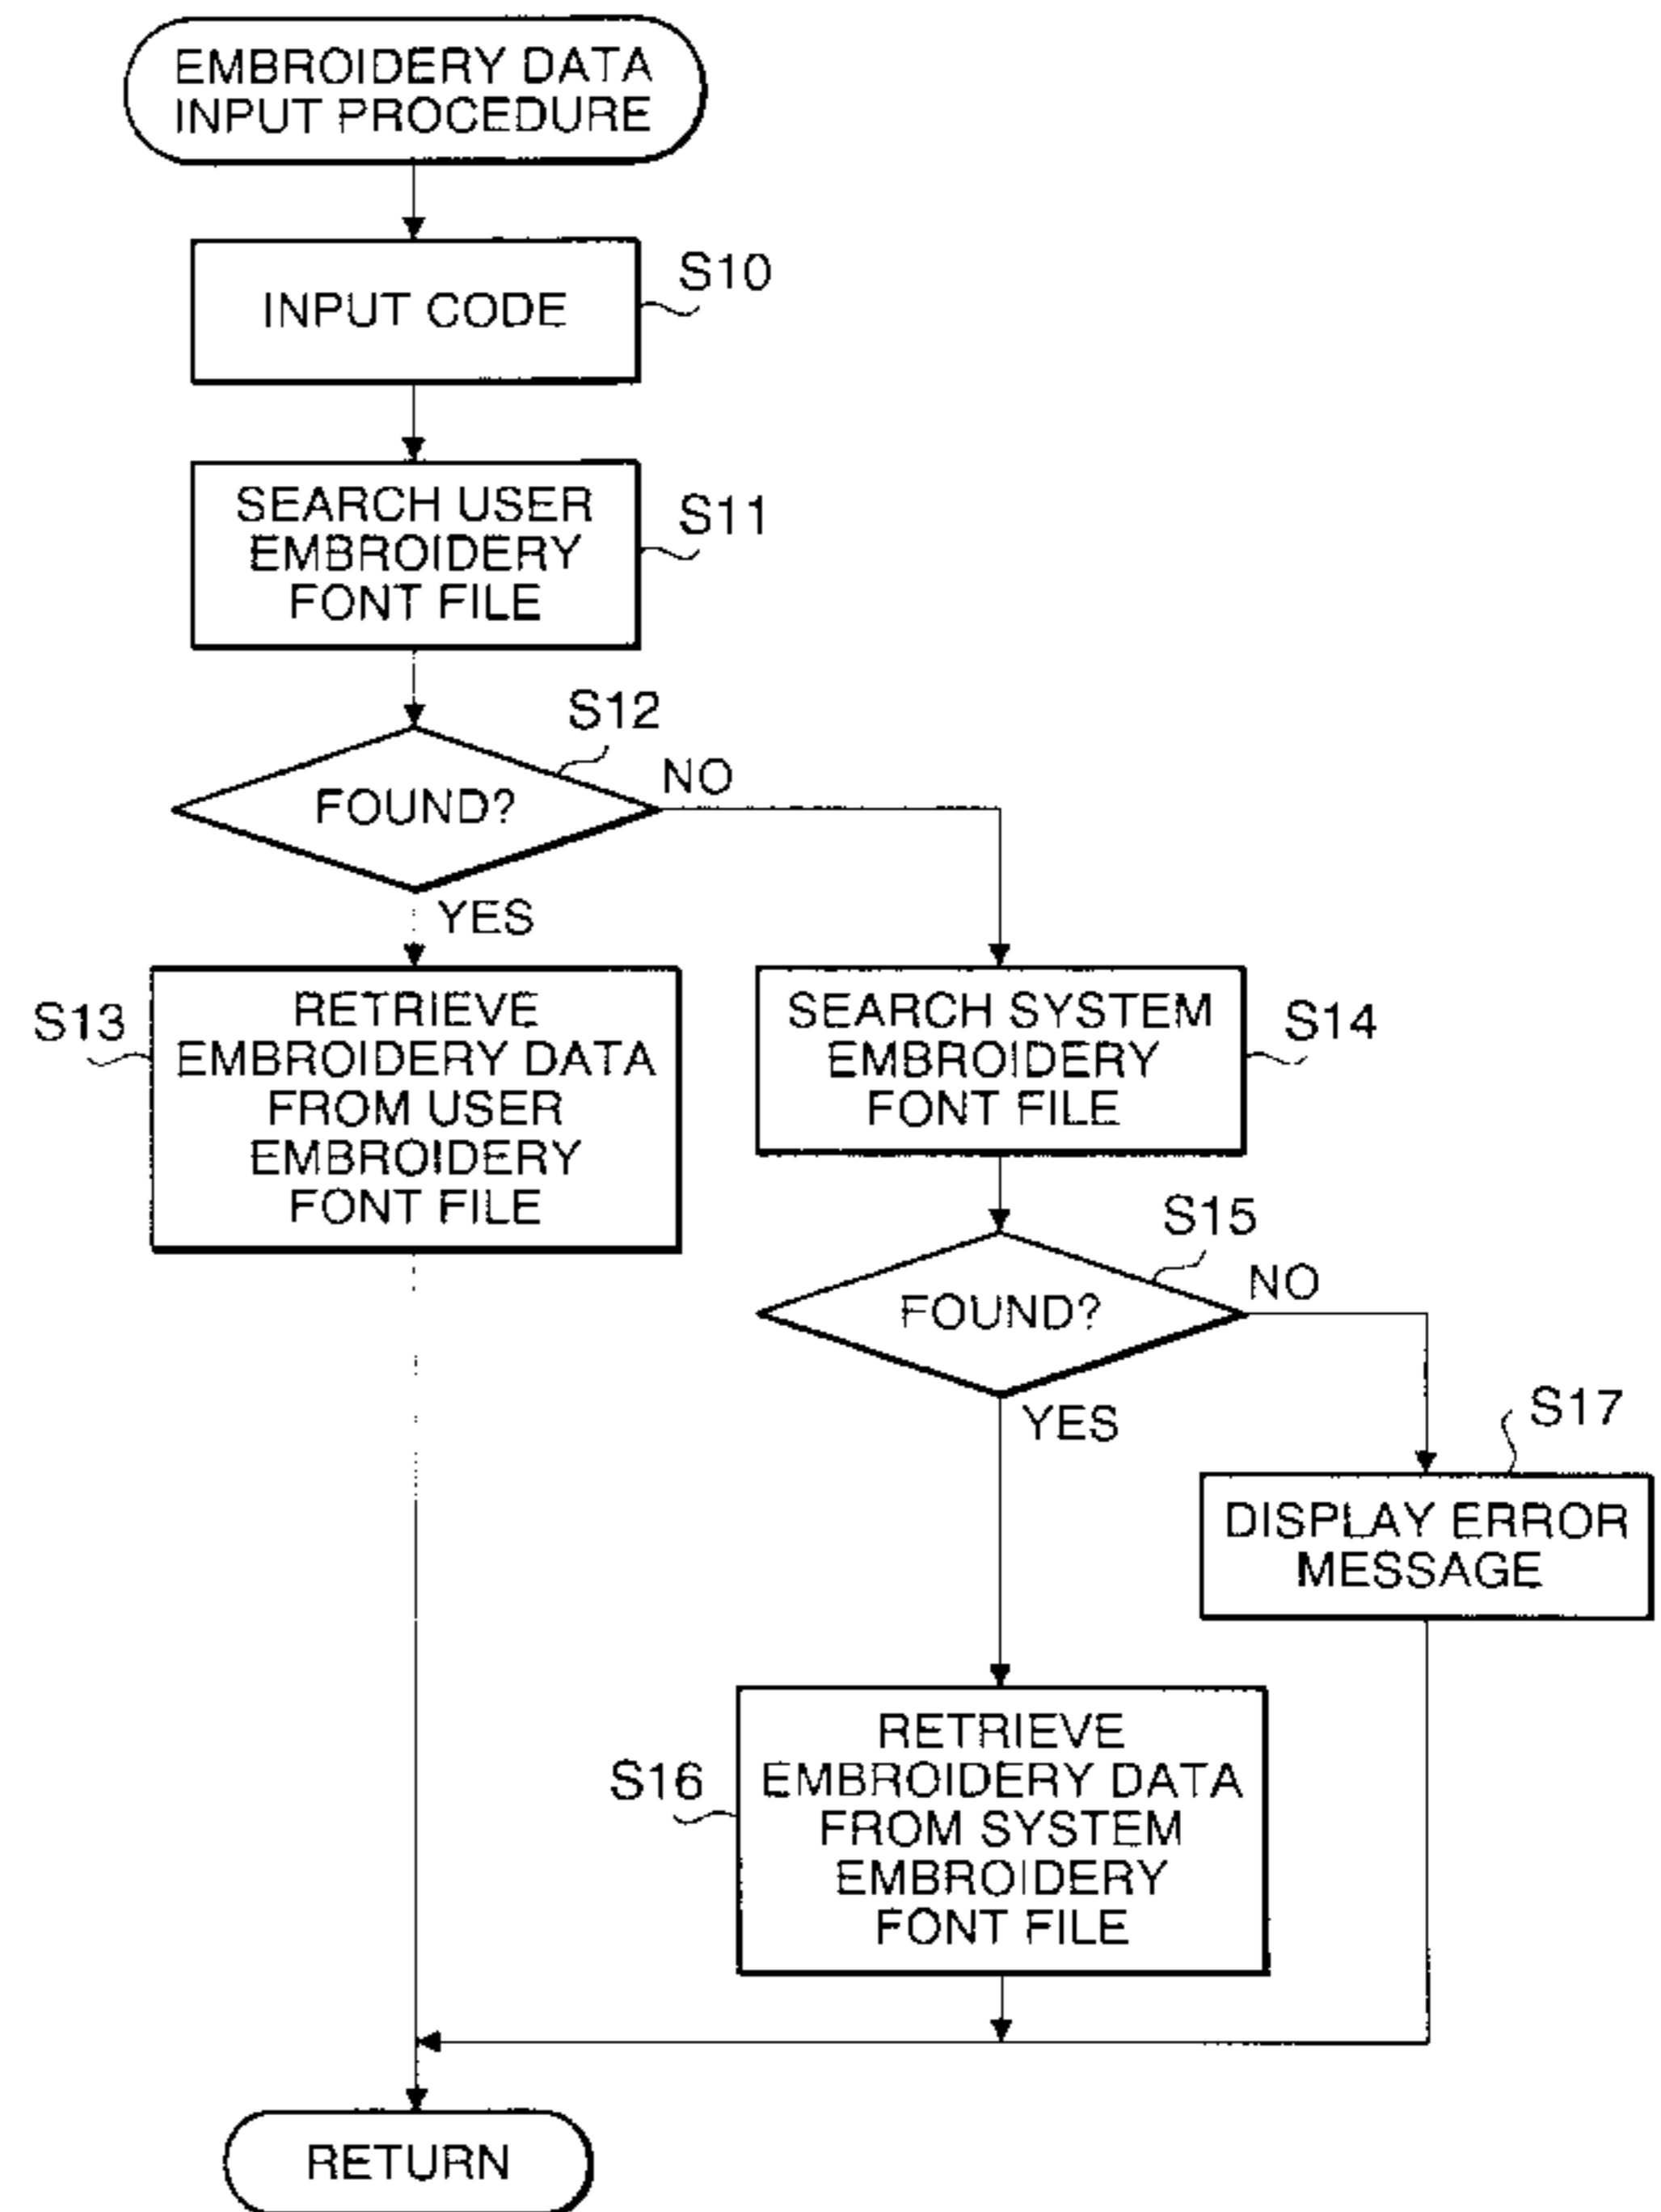 EMBROIDERY DATA
INPUT PROCEDURE
S10
INPUT CODE
S11
SEARCH USER
EMBROIDERY
FONT FILE
S12
FOUND?
NO
YES
S13
RETRIEVE
EMBROIDERY DATA
FROM USER
EMBROIDERY
FONT FILE
SEARCH SYSTEM
EMBROIDERY
FONT FILE
S14
S15
FOUND?
NO
YES
S17
DISPLAY ERROR
MESSAGE
S16
RETRIEVE
EMBROIDERY DATA
FROM SYSTEM
EMBROIDERY
FONT FILE
RETURN